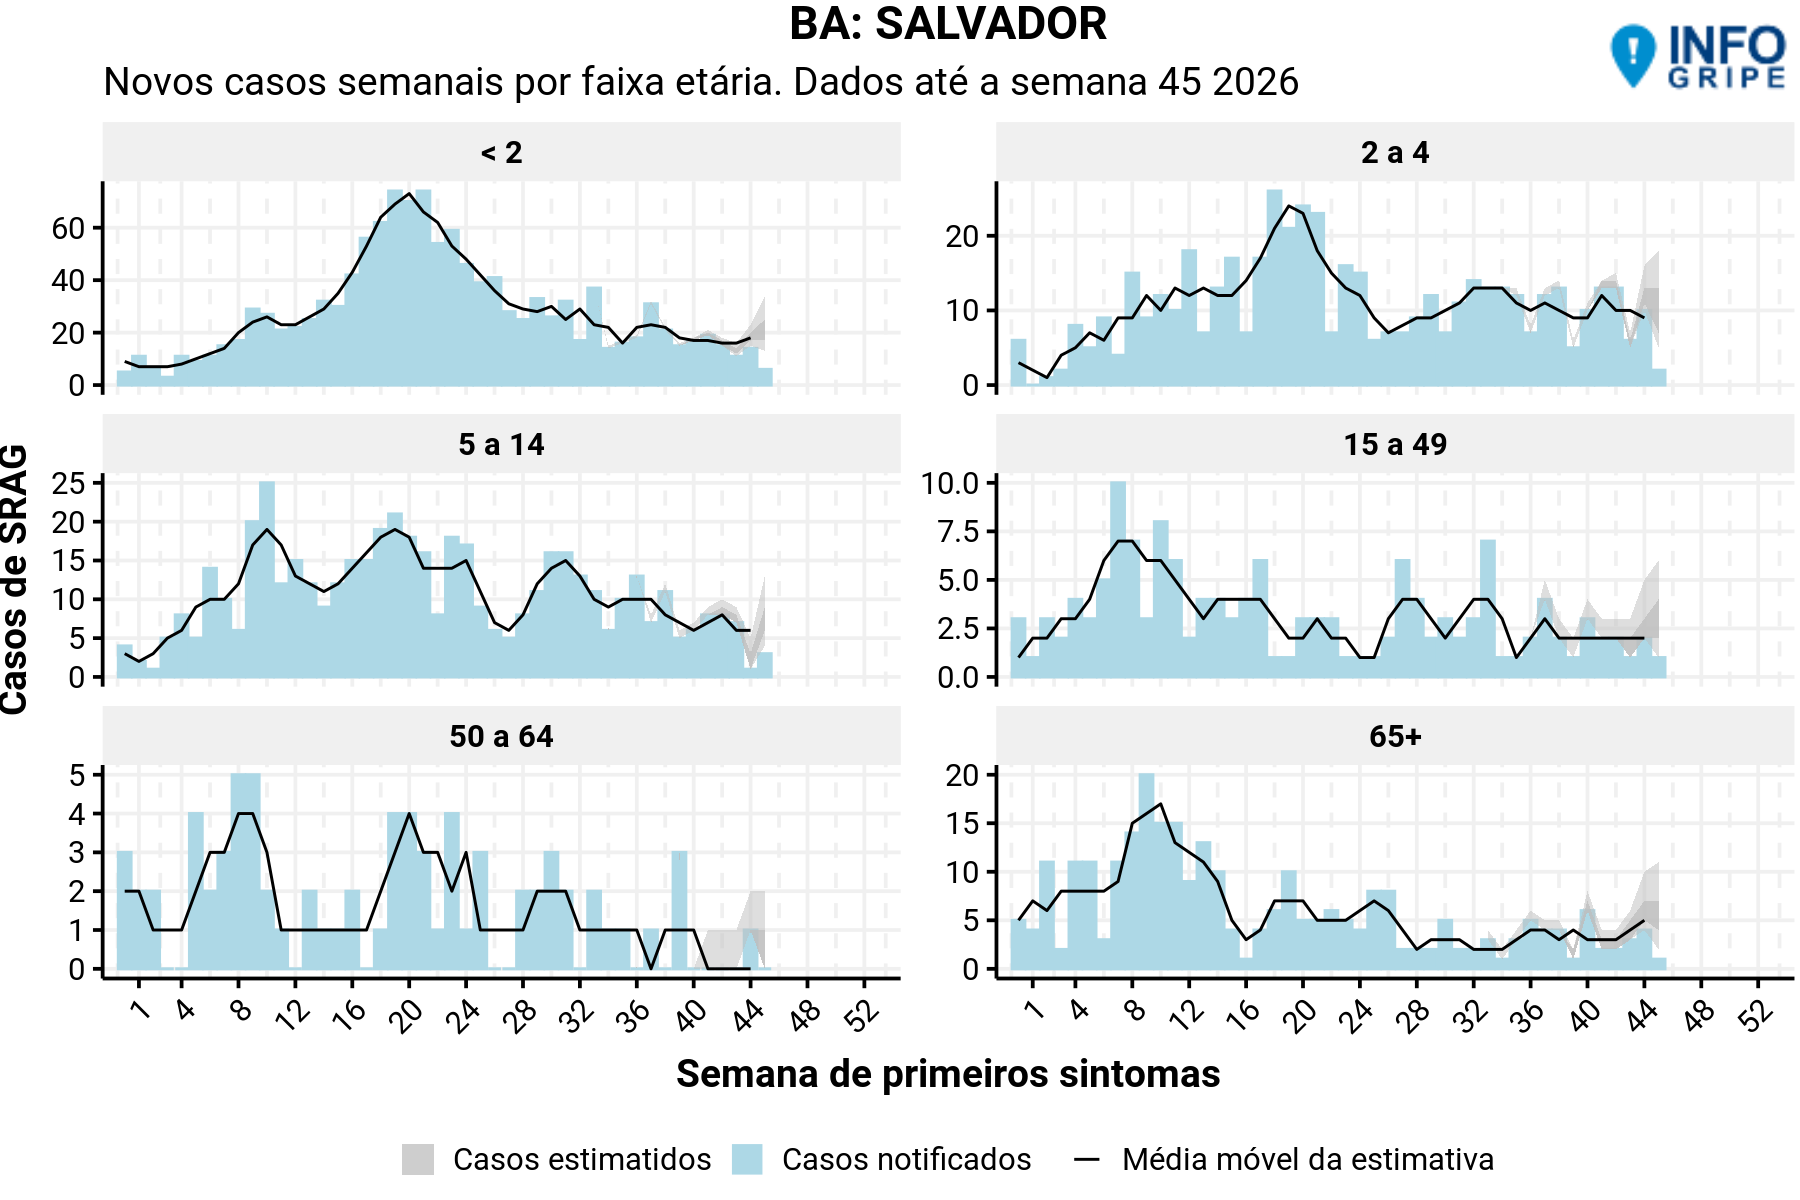 BA: SALVADOR
INFO
GRIPE
Novos casos semanais por faixa etária. Dados até a semana 45 2026
Casos de SRAG
< 2
60
40
20
0
2 a 4
20
10
0
5 a 14
25
20
15
10
5
0
15 a 49
10.0
7.5
5.0
2.5
0.0
50 a 64
5
4
3
2
1
0
65+
20
15
10
5
0
1 4 8 12 16 20 24 28 32 36 40 44 48 52
1 4 8 12 16 20 24 28 32 36 40 44 48 52
Semana de primeiros sintomas
Casos estimatidos Casos notificados Média móvel da estimativa